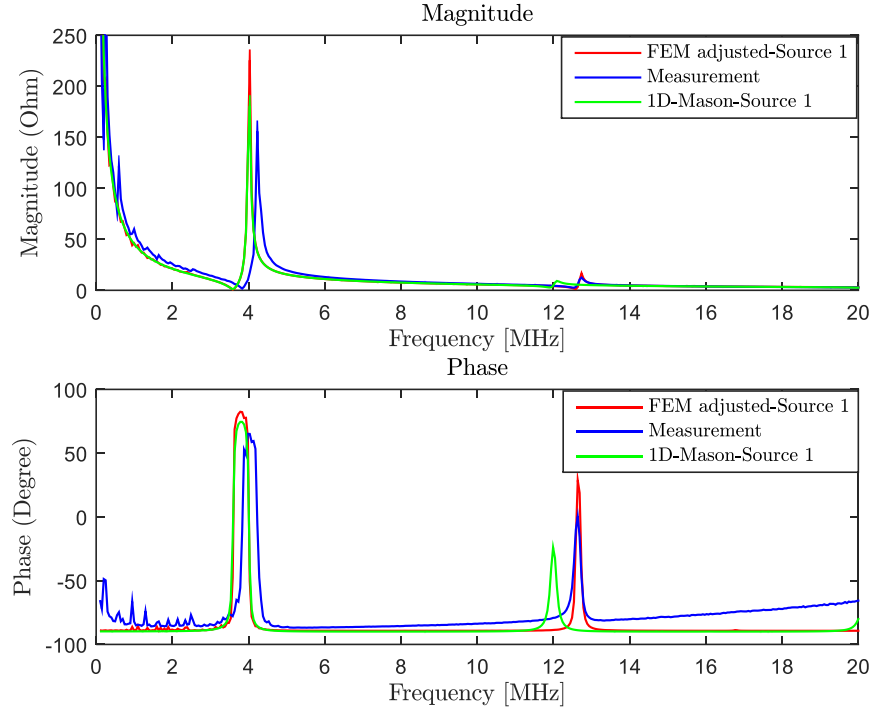 Magnitude
250
200
150
100
50
0
Magnitude (Ohm)
FEM adjusted-Source 1
Measurement
1D-Mason-Source 1
0 2 4 6 8 10 12 14 16 18 20
Frequency [MHz]
Phase
100
50
0
-50
-100
Phase (Degree)
FEM adjusted-Source 1
Measurement
1D-Mason-Source 1
0 2 4 6 8 10 12 14 16 18 20
Frequency [MHz]